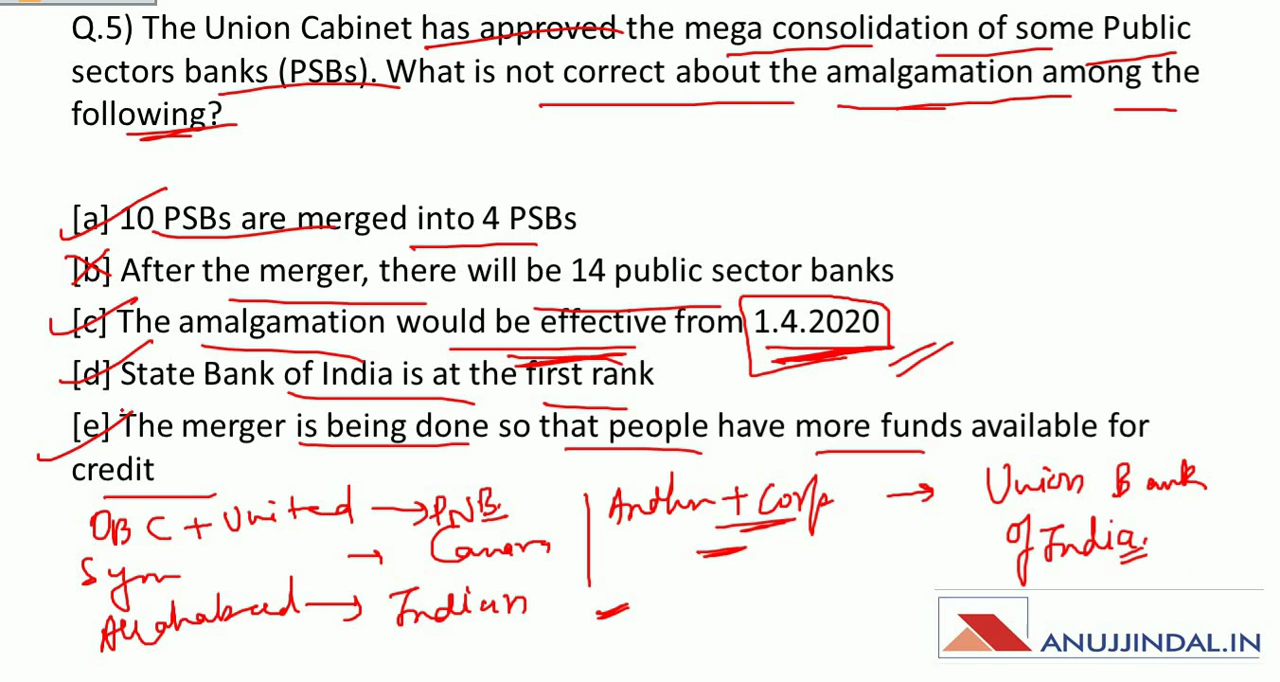 Q.5) The Union Cabinet has approved the mega consolidation of some Public
sectors banks (PSBs). What is not correct about the amalgamation among the
following?
[a] 10 PSBs are merged into 4 PSBs
[b] After the merger, there will be 14 public sector banks
[c] The amalgamation would be effective from 1.4.2020
[d] State Bank of India is at the first rank
[e] The merger is being done so that people have more funds available for
credit
OBC + United → PNB
Syn → Canara
Allahabad → Indian
Andhra + Corp → Union Bank
of India
ANUJJINDAL.IN